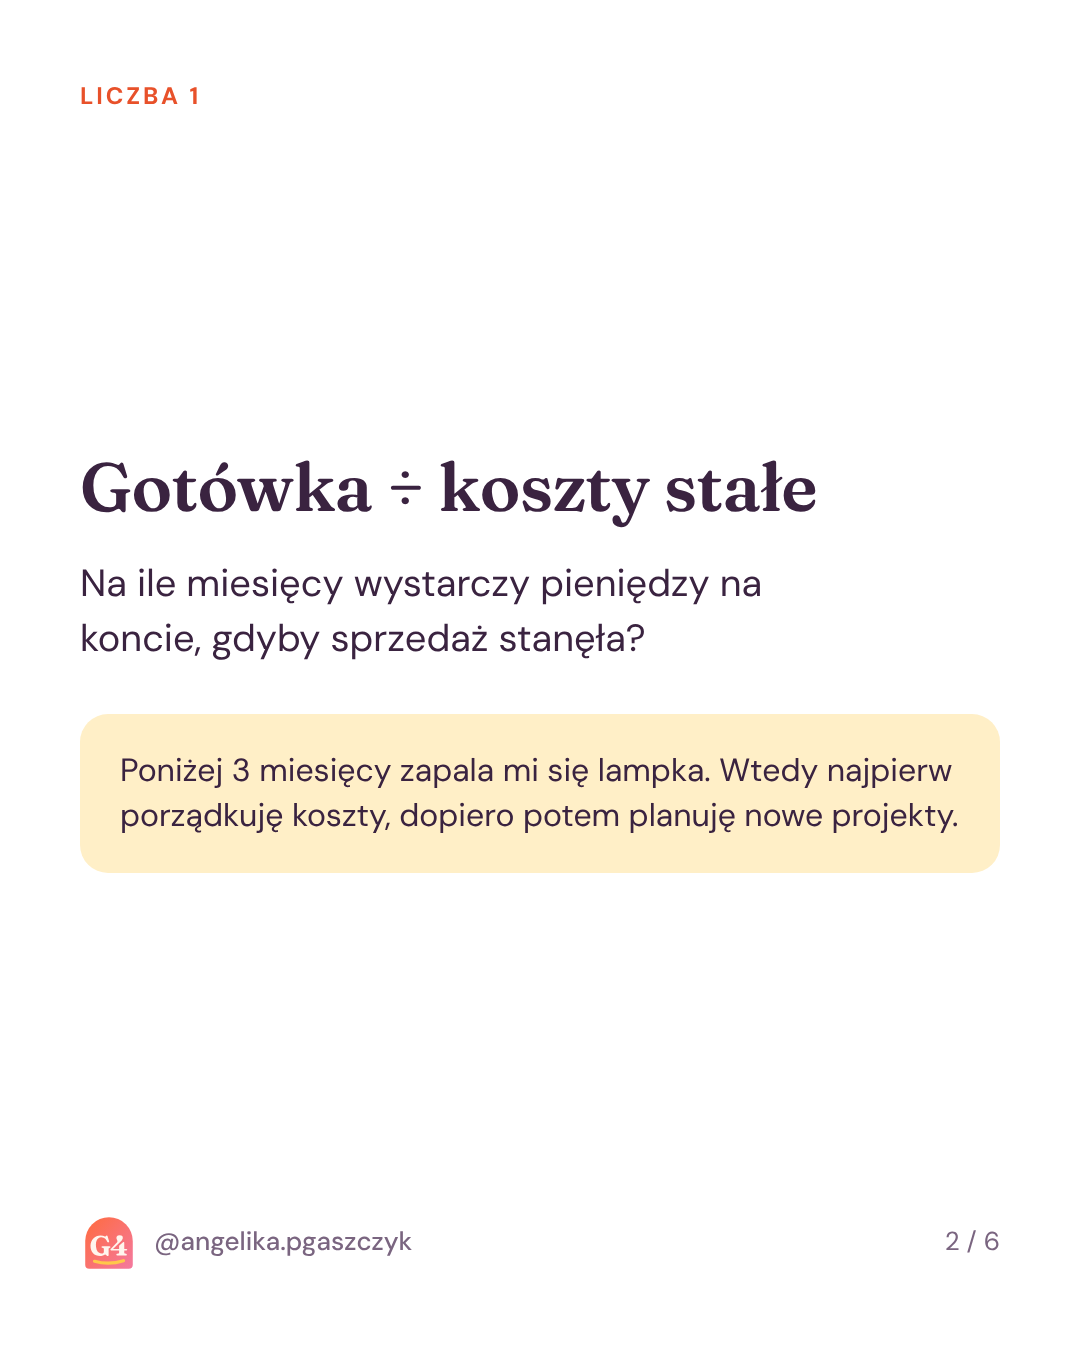 LICZBA 1
Gotówka ÷ koszty stałe
Na ile miesięcy wystarczy pieniędzy na
koncie, gdyby sprzedaż stanęła?
Poniżej 3 miesięcy zapala mi się lampka. Wtedy najpierw
porządkuję koszty, dopiero potem planuję nowe projekty.
G4 @angelika.pgaszczyk 2 / 6